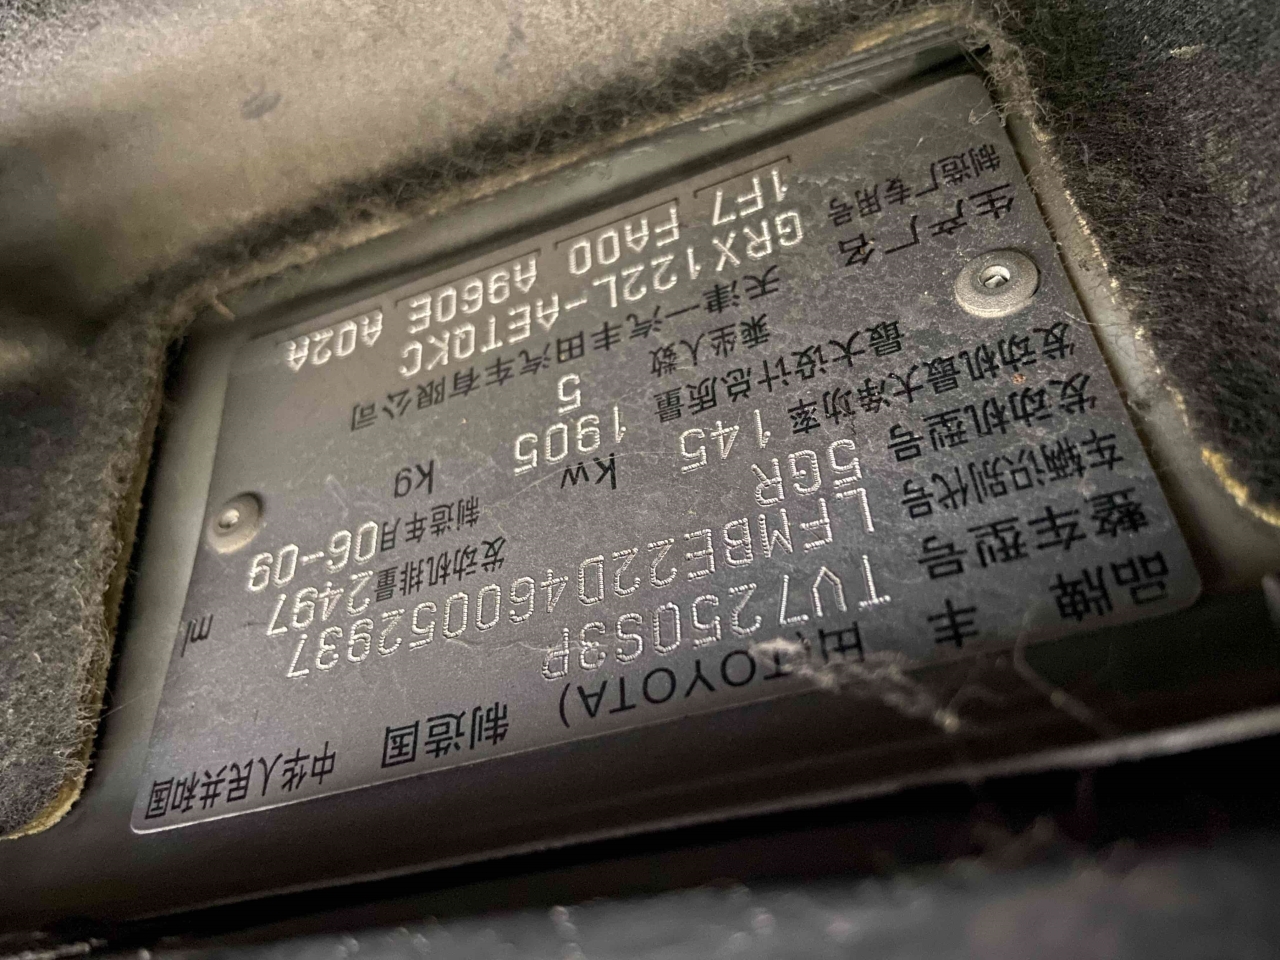 品牌 丰田(TOYOTA) 制造国 中华人民共和国
整车型号 TV7250S3P
车辆识别代号 LFMBE22D460052937
发动机型号 5GR 发动机排量 2497 ml
发动机最大净功率 145 kw 制造年月 06-09
最大设计总质量 1905 kg
乘坐人数 5
生产厂名 天津一汽丰田汽车有限公司
制造厂专用号 GRX122L-AETQKC
1F7 FA00 A960E A02A